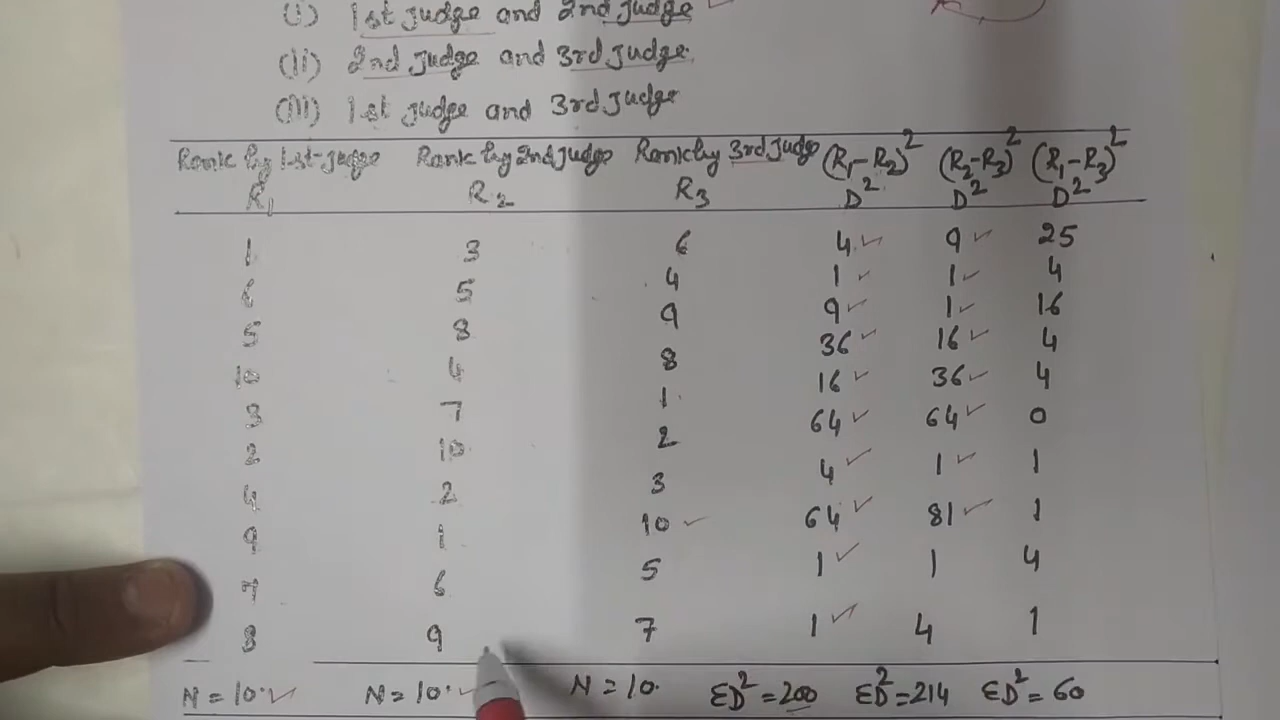 (i) 1st judge and 2nd judge
(ii) 2nd judge and 3rd judge.
(iii) 1st judge and 3rd judge
Rank by 1st judge Rank by 2nd judge Rank by 3rd judge (R₁-R₂)² (R₂-R₃)² (R₁-R₃)²
R₁ R₂ R₃ D² D² D²
1 3 6 4 9 25
6 5 4 1 1 4
5 8 9 9 1 16
10 4 8 36 16 4
3 7 1 16 36 4
2 10 2 64 64 0
4 2 3 4 1 1
9 1 10 64 81 1
7 6 5 1 1 4
8 9 7 1 4 1
N = 10. N = 10. N = 10. ΣD² = 200 ΣD² = 214 ΣD² = 60